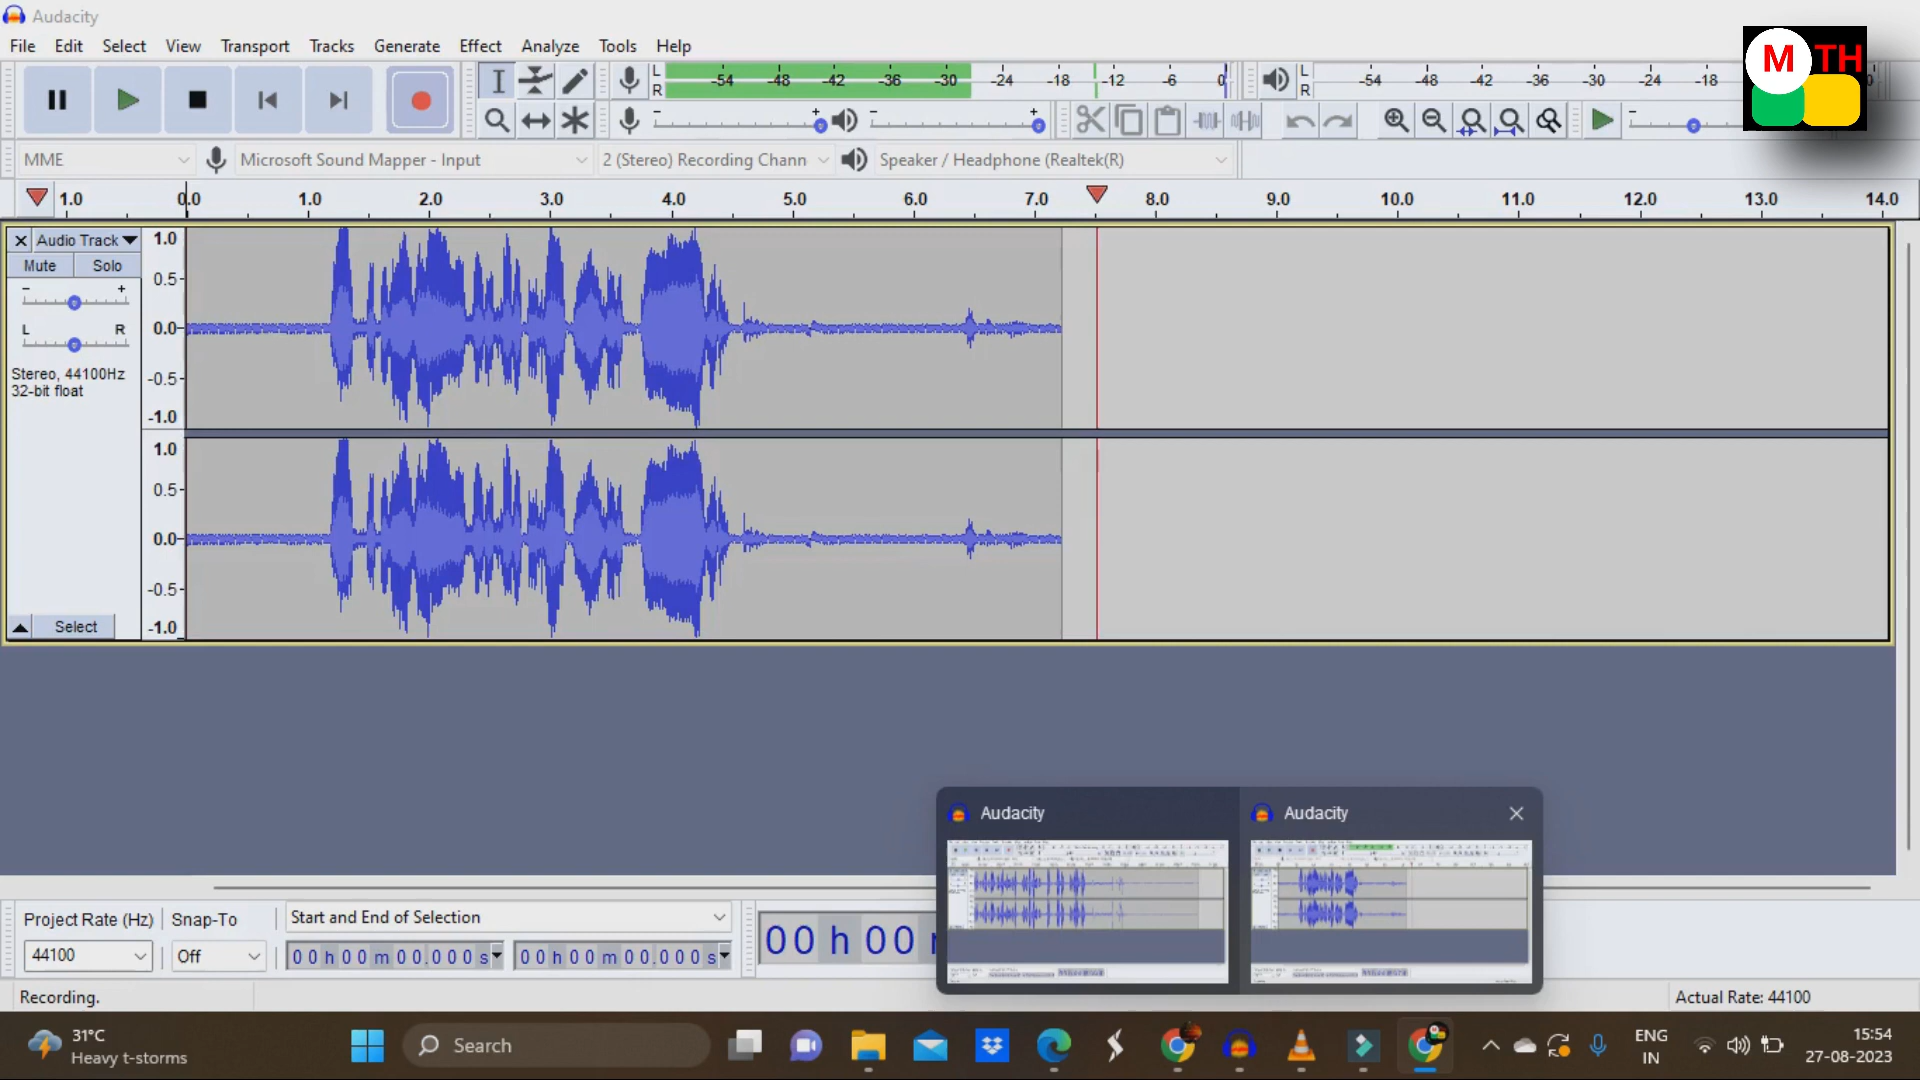 Audacity
File Edit Select View Transport Tracks Generate Effect Analyze Tools Help
M TH
L R -54 -48 -42 -36 -30 -24 -18 -12 -6 0 L R -54 -48 -42 -36 -30 -24 -18
- + - + -
MME Microsoft Sound Mapper - Input 2 (Stereo) Recording Chann Speaker / Headphone (Realtek(R)
1.0 0.0 1.0 2.0 3.0 4.0 5.0 6.0 7.0 8.0 9.0 10.0 11.0 12.0 13.0 14.0
Audio Track
Mute Solo
- +
L R
Stereo, 44100Hz
32-bit float
Select
1.0
0.5-
0.0-
-0.5-
-1.0
1.0
0.5-
0.0-
-0.5-
-1.0
Audacity Audacity
Project Rate (Hz) Snap-To Start and End of Selection
44100 Off 00 h 00 m 00.000 s 00 h 00 m 00.000 s 00 h 00
Recording. Actual Rate: 44100
31°C
Heavy t-storms
Search
ENG
IN
15:54
27-08-2023